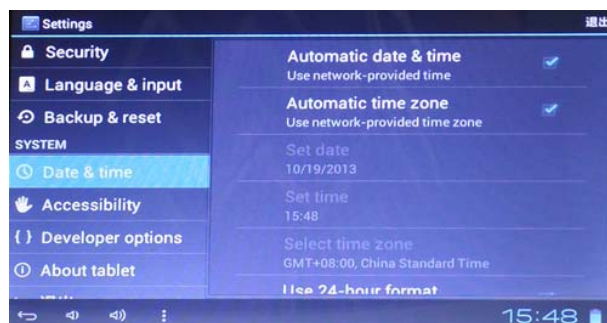 Settings
退出
Security
Language & input
Backup & reset
SYSTEM
Date & time
Accessibility
{ } Developer options
About tablet
Automatic date & time
Use network-provided time
Automatic time zone
Use network-provided time zone
Set date
10/19/2013
Set time
15:48
Select time zone
GMT+08:00, China Standard Time
Use 24-hour format
15:48